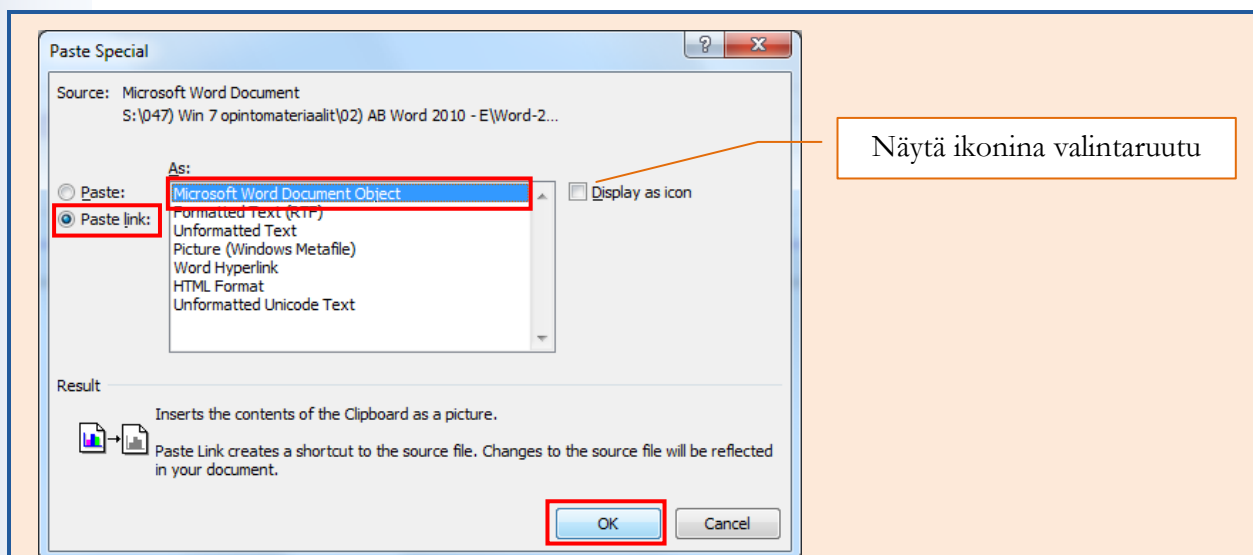 Paste Special
Source: Microsoft Word Document
S:\047) Win 7 opintomateriaalit\02) AB Word 2010 - E\Word-2...
As:
Paste:
Paste link:
Microsoft Word Document Object
Formatted Text (RTF)
Unformatted Text
Picture (Windows Metafile)
Word Hyperlink
HTML Format
Unformatted Unicode Text
Display as icon
Näytä ikonina valintaruutu
Result
Inserts the contents of the Clipboard as a picture.
Paste Link creates a shortcut to the source file. Changes to the source file will be reflected
in your document.
OK
Cancel